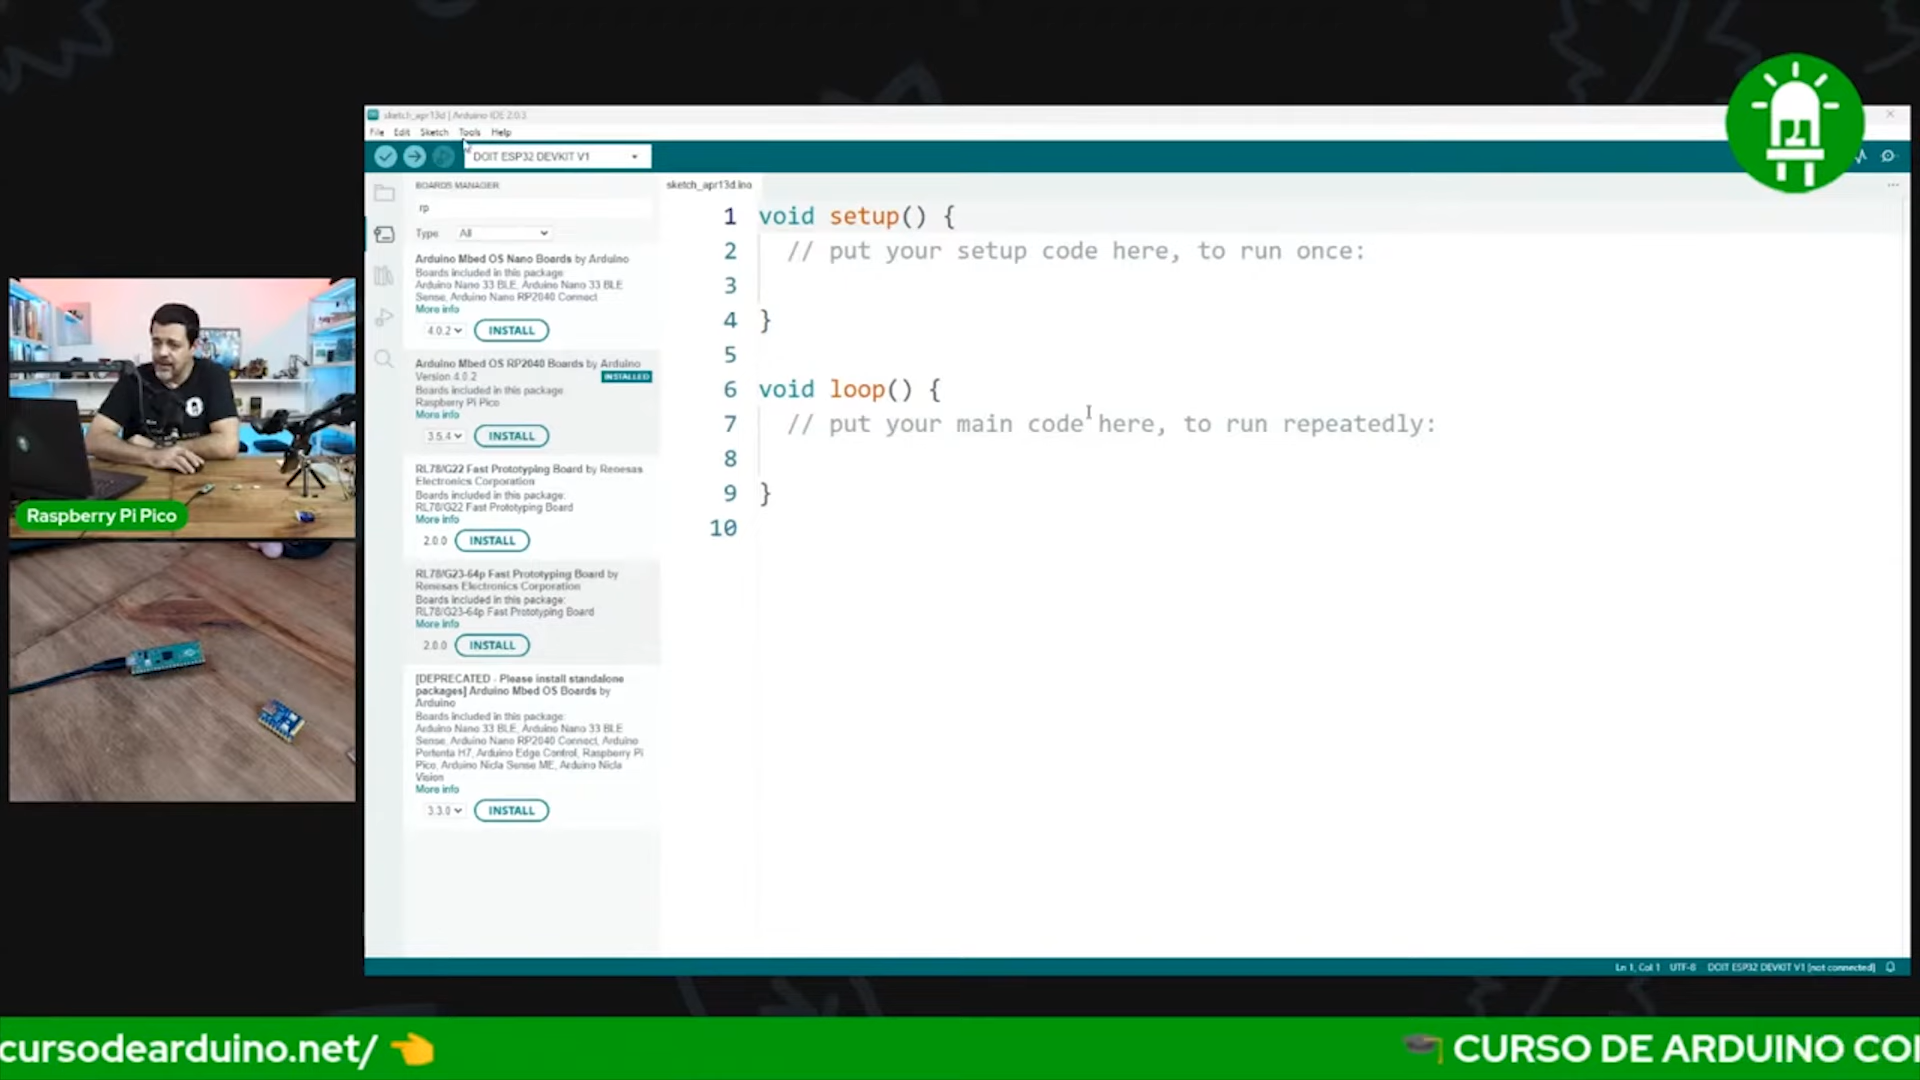 sketch_apr13d | Arduino IDE 2.0.3
File Edit Sketch Tools Help
DOIT ESP32 DEVKIT V1
BOARDS MANAGER
rp
Type: All
Arduino Mbed OS Nano Boards by Arduino
Boards included in this package:
Arduino Nano 33 BLE, Arduino Nano 33 BLE
Sense, Arduino Nano RP2040 Connect
More info
4.0.2 INSTALL
Arduino Mbed OS RP2040 Boards by Arduino
Version 4.0.2 INSTALLED
Boards included in this package:
Raspberry Pi Pico
More info
3.5.4 INSTALL
RL78/G22 Fast Prototyping Board by Renesas
Electronics Corporation
Boards included in this package:
RL78/G22 Fast Prototyping Board
More info
2.0.0 INSTALL
RL78/G23-64p Fast Prototyping Board by
Renesas Electronics Corporation
Boards included in this package:
RL78/G23-64p Fast Prototyping Board
More info
2.0.0 INSTALL
[DEPRECATED - Please install standalone
packages] Arduino Mbed OS Boards by
Arduino
Boards included in this package:
Arduino Nano 33 BLE, Arduino Nano 33 BLE
Sense, Arduino Nano RP2040 Connect, Arduino
Portenta H7, Arduino Edge Control, Raspberry Pi
Pico, Arduino Nicla Sense ME, Arduino Nicla
Vision
More info
3.3.0 INSTALL
sketch_apr13d.ino
1 void setup() {
2 // put your setup code here, to run once:
3
4 }
5
6 void loop() {
7 // put your main code here, to run repeatedly:
8
9 }
10
Ln 1, Col 1 UTF-8 DOIT ESP32 DEVKIT V1 [not connected]
Raspberry Pi Pico
cursodearduino.net/
CURSO DE ARDUINO CO